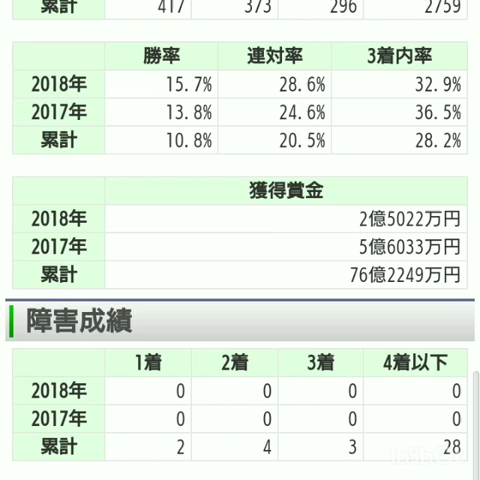 累計 417 373 296 2759
勝率 連対率 3着内率
2018年 15.7% 28.6% 32.9%
2017年 13.8% 24.6% 36.5%
累計 10.8% 20.5% 28.2%
獲得賞金
2018年 2億5022万円
2017年 5億6033万円
累計 76億2249万円
障害成績
1着 2着 3着 4着以下
2018年 0 0 0 0
2017年 0 0 0 0
累計 2 4 3 28